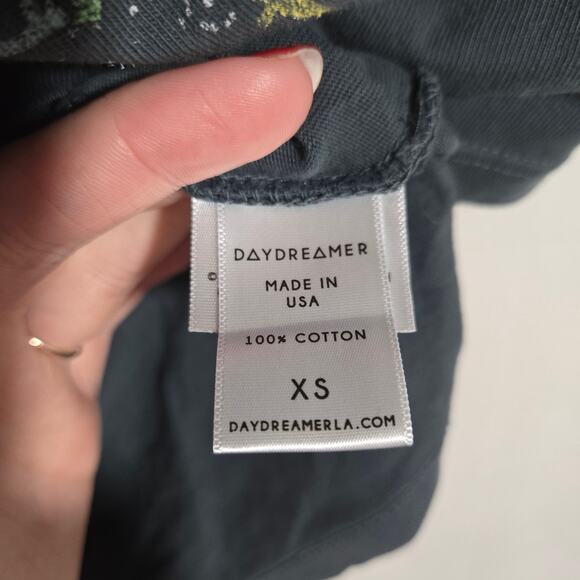 DAYDREAMER
MADE IN
USA
100% COTTON
XS
DAYDREAMERLA.COM